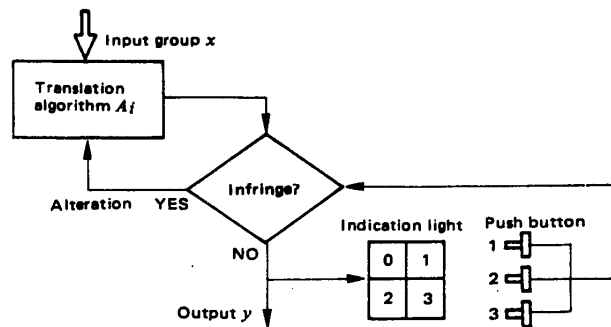 Input group x
Translation
algorithm Ai
Infringe?
Alteration YES
NO
Indication light
Push button
0 1
2 3
1
2
3
Output y